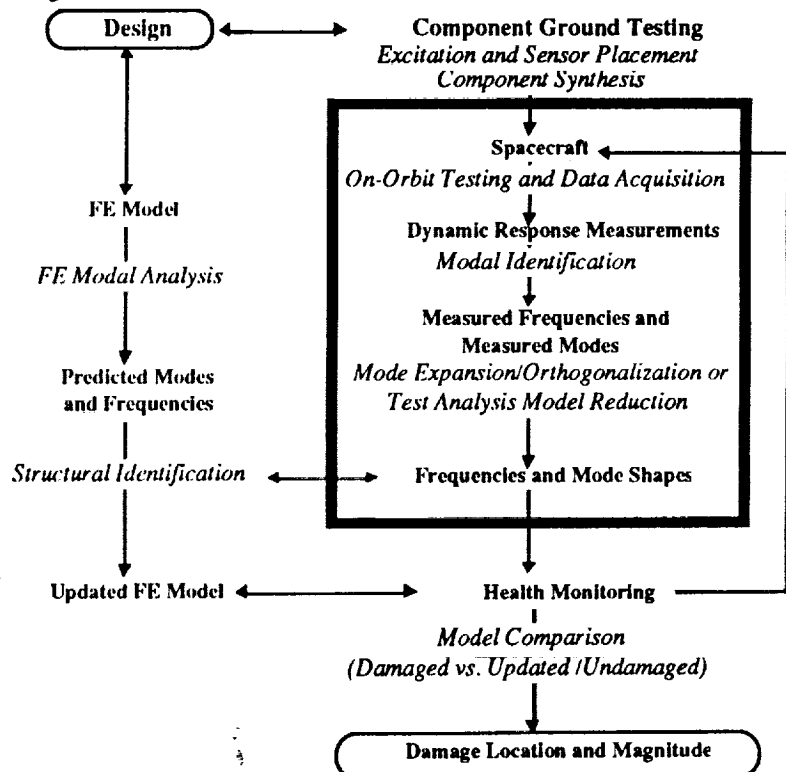 Design
Component Ground Testing
Excitation and Sensor Placement
Component Synthesis
Spacecraft
On-Orbit Testing and Data Acquisition
FE Model
Dynamic Response Measurements
FE Modal Analysis
Modal Identification
Measured Frequencies and
Measured Modes
Predicted Modes
and Frequencies
Mode Expansion/Orthogonalization or
Test Analysis Model Reduction
Structural Identification
Frequencies and Mode Shapes
Updated FE Model
Health Monitoring
Model Comparison
(Damaged vs. Updated /Undamaged)
Damage Location and Magnitude